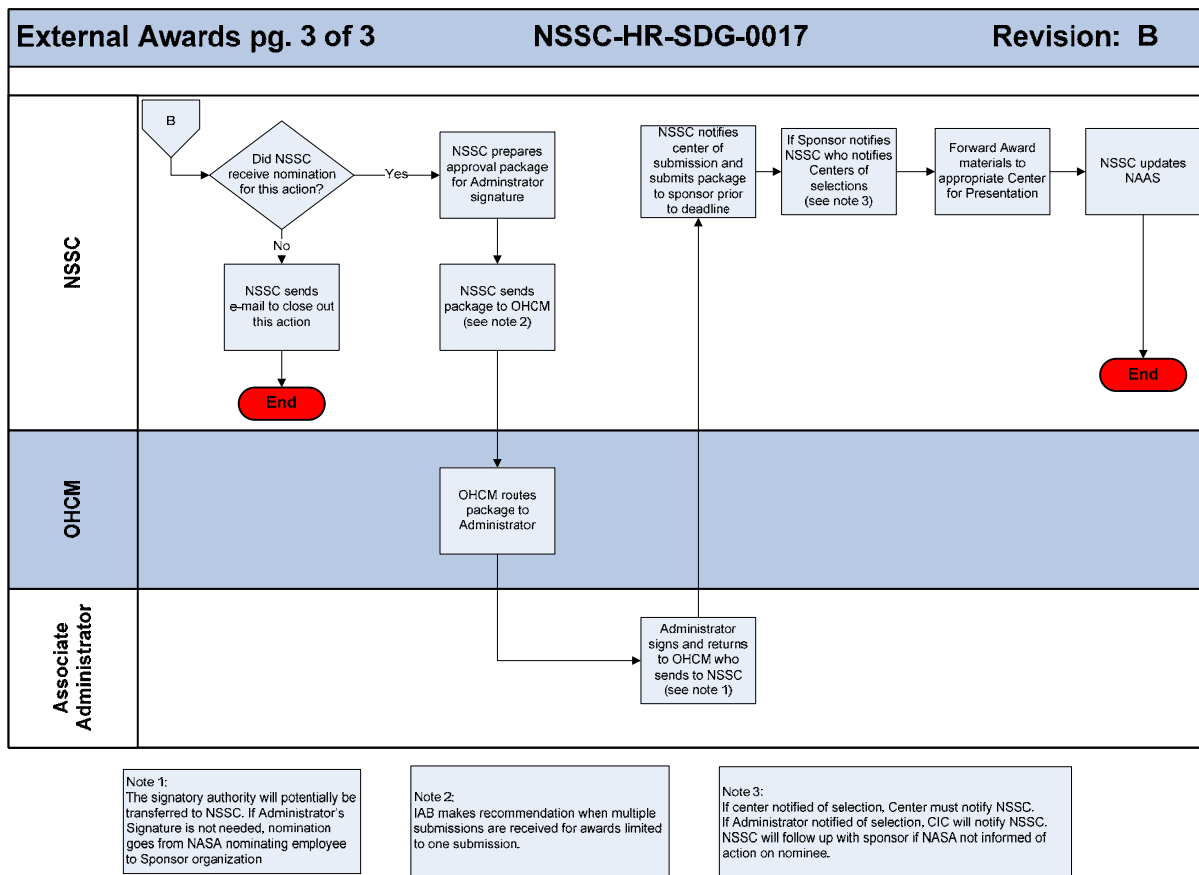 External Awards pg. 3 of 3 NSSC-HR-SDG-0017 Revision: B
NSSC
B
Did NSSC
receive nomination
for this action?
Yes
No
NSSC sends
e-mail to close out
this action
End
NSSC prepares
approval package
for Adminstrator
signature
NSSC sends
package to OHCM
(see note 2)
NSSC notifies
center of
submission and
submits package
to sponsor prior
to deadline
If Sponsor notifies
NSSC who notifies
Centers of
selections
(see note 3)
Forward Award
materials to
appropriate Center
for Presentation
NSSC updates
NAAS
End
OHCM
OHCM routes
package to
Administrator
Associate
Administrator
Administrator
signs and returns
to OHCM who
sends to NSSC
(see note 1)
Note 1:
The signatory authority will potentially be
transferred to NSSC. If Administrator's
Signature is not needed, nomination
goes from NASA nominating employee
to Sponsor organization
Note 2:
IAB makes recommendation when multiple
submissions are received for awards limited
to one submission.
Note 3:
If center notified of selection, Center must notify NSSC.
If Administrator notified of selection, CIC will notify NSSC.
NSSC will follow up with sponsor if NASA not informed of
action on nominee.